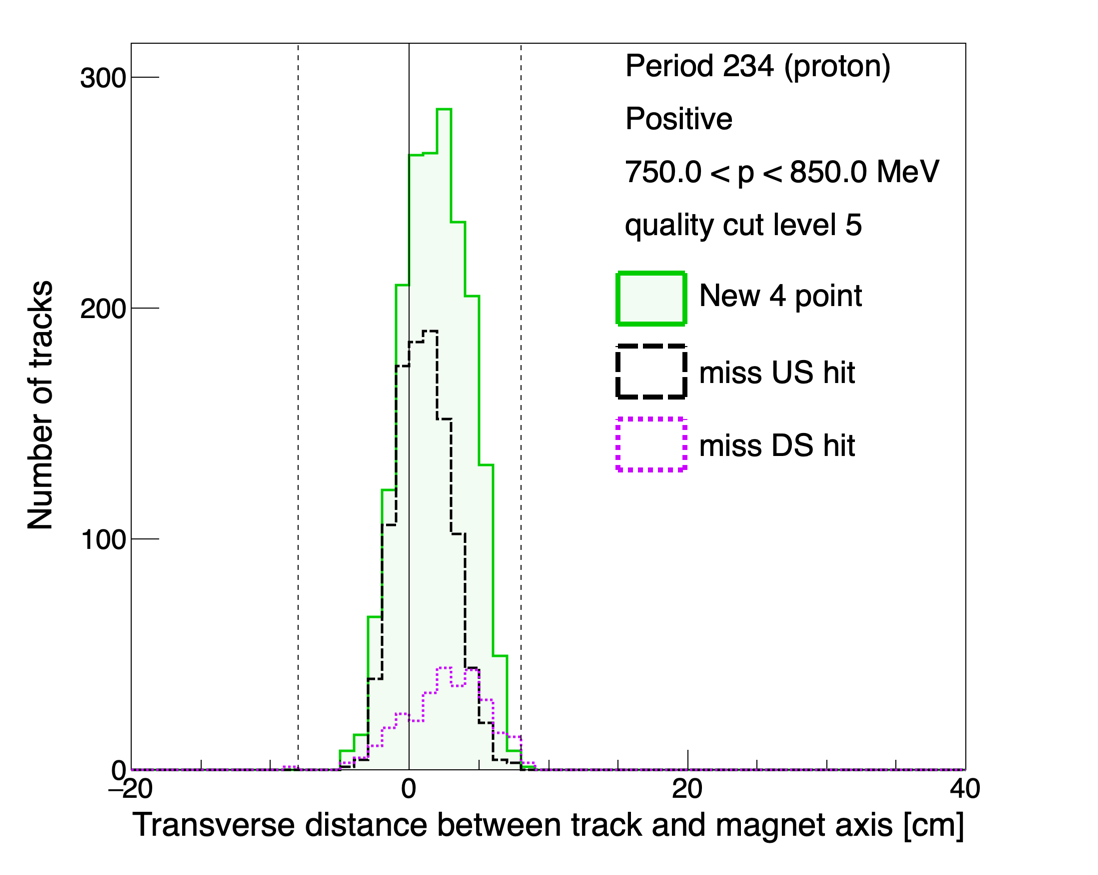 Period 234 (proton)
Positive
750.0 < p < 850.0 MeV
quality cut level 5
New 4 point
miss US hit
miss DS hit
Number of tracks
300
200
100
0
−20
0
20
40
Transverse distance between track and magnet axis [cm]